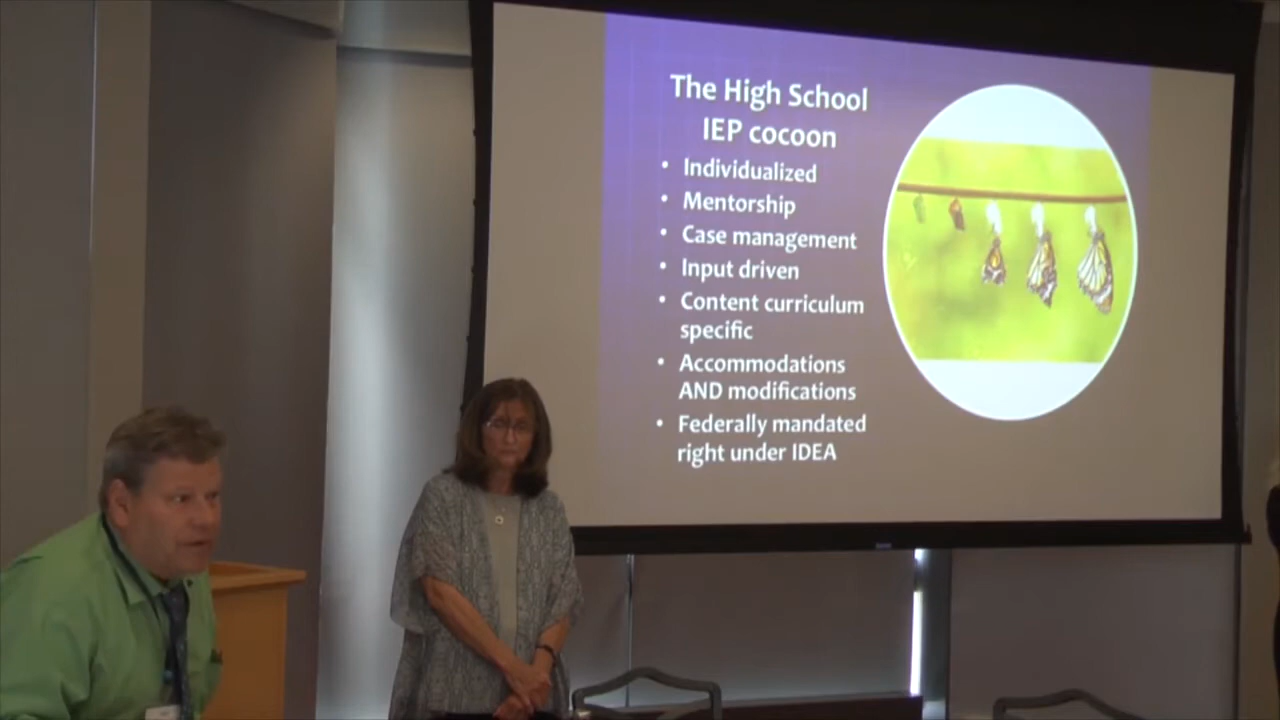 The High School
IEP cocoon
• Individualized
• Mentorship
• Case management
• Input driven
• Content curriculum
specific
• Accommodations
AND modifications
• Federally mandated
right under IDEA